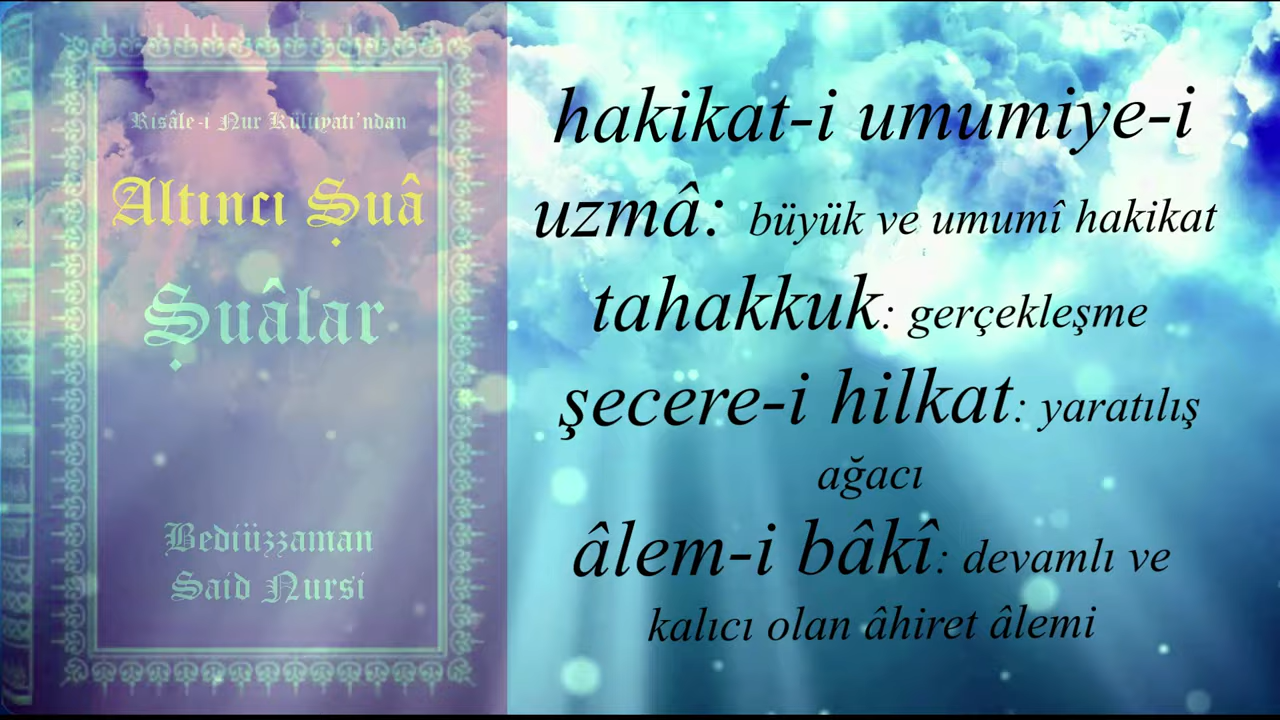 Risâle-i Nur Külliyatı'ndan
Altıncı Şuâ
Şuâlar
Bediüzzaman
Said Nursi
hakikat-i umumiye-i
uzmâ: büyük ve umumî hakikat
tahakkuk: gerçekleşme
şecere-i hilkat: yaratılış
ağacı
âlem-i bâkî: devamlı ve
kalıcı olan âhiret âlemi